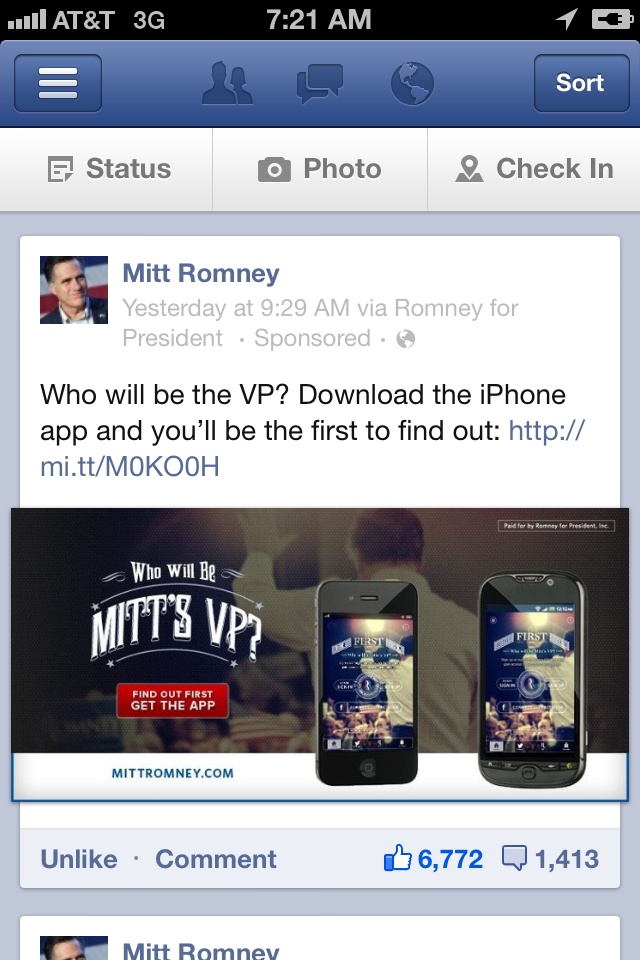 AT&T 3G 7:21 AM
Sort
Status Photo Check In
Mitt Romney
Yesterday at 9:29 AM via Romney for
President · Sponsored ·
Who will be the VP? Download the iPhone
app and you’ll be the first to find out: http://
mi.tt/M0KO0H
Paid for by Romney for President, Inc.
Who Will Be
MITT'S VP?
FIND OUT FIRST
GET THE APP
FIRST
FIRST
MITTROMNEY.COM
Unlike · Comment 6,772 1,413
Mitt Romney